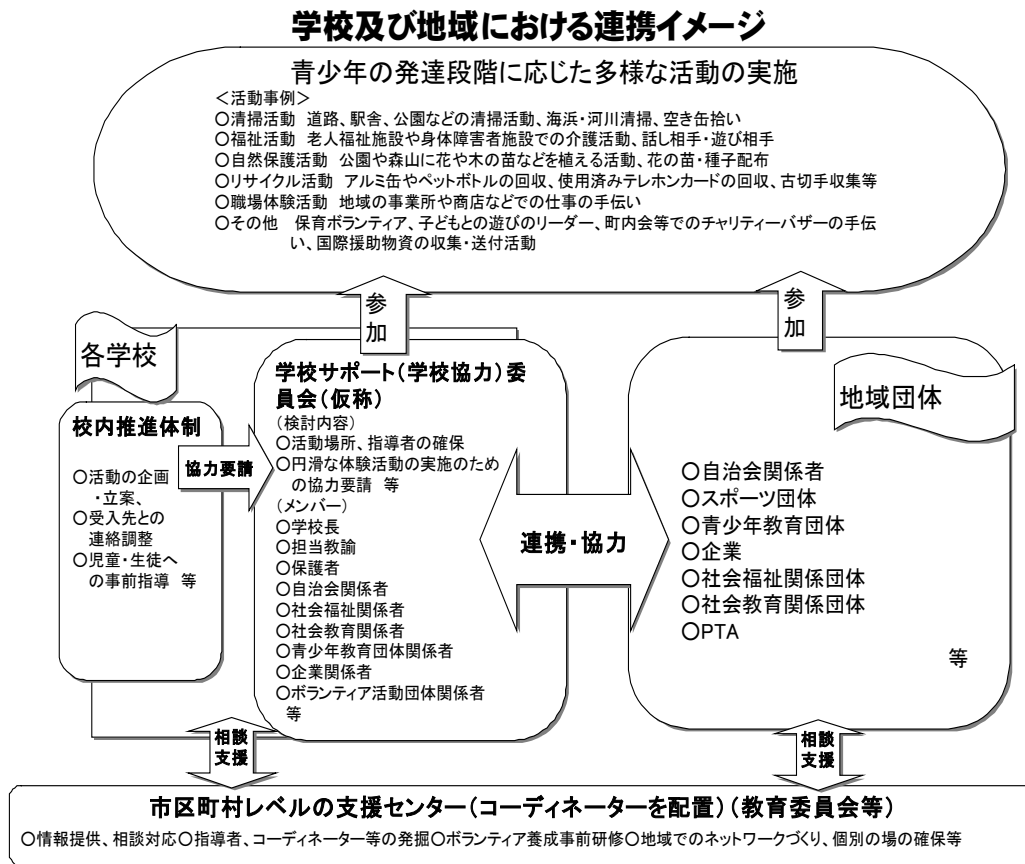 学校及び地域における連携イメージ
青少年の発達段階に応じた多様な活動の実施
＜活動事例＞
○清掃活動 道路、駅舎、公園などの清掃活動、海浜・河川清掃、空き缶拾い
○福祉活動 老人福祉施設や身体障害者施設での介護活動、話し相手・遊び相手
○自然保護活動 公園や森山に花や木の苗などを植える活動、花の苗・種子配布
○リサイクル活動 アルミ缶やペットボトルの回収、使用済みテレホンカードの回収、古切手収集等
○職場体験活動 地域の事業所や商店などでの仕事の手伝い
○その他 保育ボランティア、子どもとの遊びのリーダー、町内会等でのチャリティーバザーの手伝
い、国際援助物資の収集・送付活動
参
加
参
加
各学校
校内推進体制
○活動の企画
・立案、
○受入先との
連絡調整
○児童・生徒へ
の事前指導 等
協力要請
学校サポート（学校協力）委
員会（仮称）
（検討内容）
○活動場所、指導者の確保
○円滑な体験活動の実施のため
の協力要請 等
（メンバー）
○学校長
○担当教諭
○保護者
○自治会関係者
○社会福祉関係者
○社会教育関係者
○青少年教育団体関係者
○企業関係者
○ボランティア活動団体関係者
等
連携・協力
地域団体
○自治会関係者
○スポーツ団体
○青少年教育団体
○企業
○社会福祉関係団体
○社会教育関係団体
○PTA
等
相談
支援
相談
支援
市区町村レベルの支援センター（コーディネーターを配置）（教育委員会等）
○情報提供、相談対応○指導者、コーディネーター等の発掘○ボランティア養成事前研修○地域でのネットワークづくり、個別の場の確保等